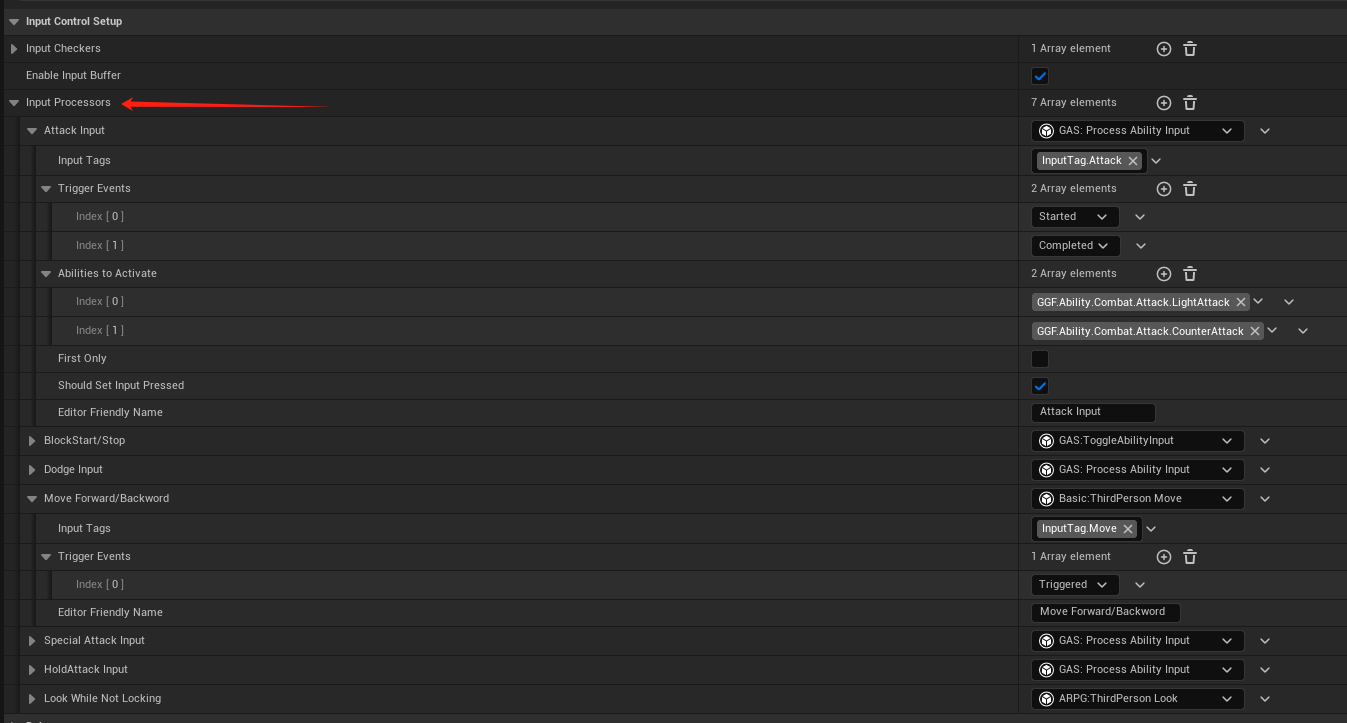 Input Control Setup
Input Checkers 1 Array element
Enable Input Buffer
Input Processors 7 Array elements
Attack Input GAS: Process Ability Input
Input Tags InputTag.Attack
Trigger Events 2 Array elements
Index [ 0 ] Started
Index [ 1 ] Completed
Abilities to Activate 2 Array elements
Index [ 0 ] GGF.Ability.Combat.Attack.LightAttack
Index [ 1 ] GGF.Ability.Combat.Attack.CounterAttack
First Only
Should Set Input Pressed
Editor Friendly Name Attack Input
BlockStart/Stop GAS:ToggleAbilityInput
Dodge Input GAS: Process Ability Input
Move Forward/Backword Basic:ThirdPerson Move
Input Tags InputTag.Move
Trigger Events 1 Array element
Index [ 0 ] Triggered
Editor Friendly Name Move Forward/Backword
Special Attack Input GAS: Process Ability Input
HoldAttack Input GAS: Process Ability Input
Look While Not Locking ARPG:ThirdPerson Look